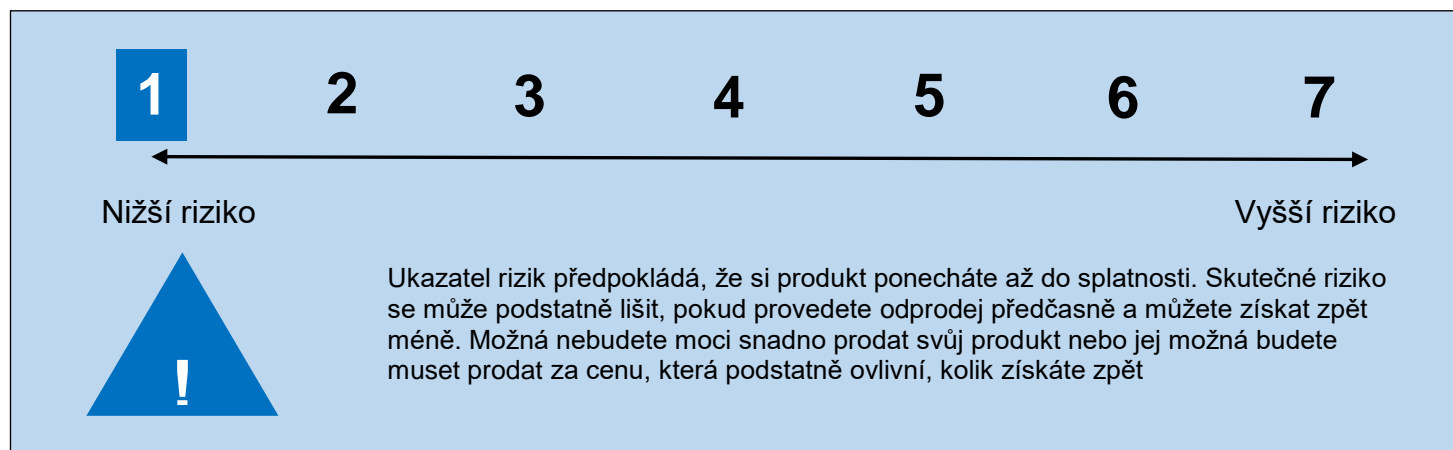 1 2 3 4 5 6 7
Nižší riziko Vyšší riziko
Ukazatel rizik předpokládá, že si produkt ponecháte až do splatnosti. Skutečné riziko
se může podstatně lišit, pokud provedete odprodej předčasně a můžete získat zpět
méně. Možná nebudete moci snadno prodat svůj produkt nebo jej možná budete
muset prodat za cenu, která podstatně ovlivní, kolik získáte zpět
!